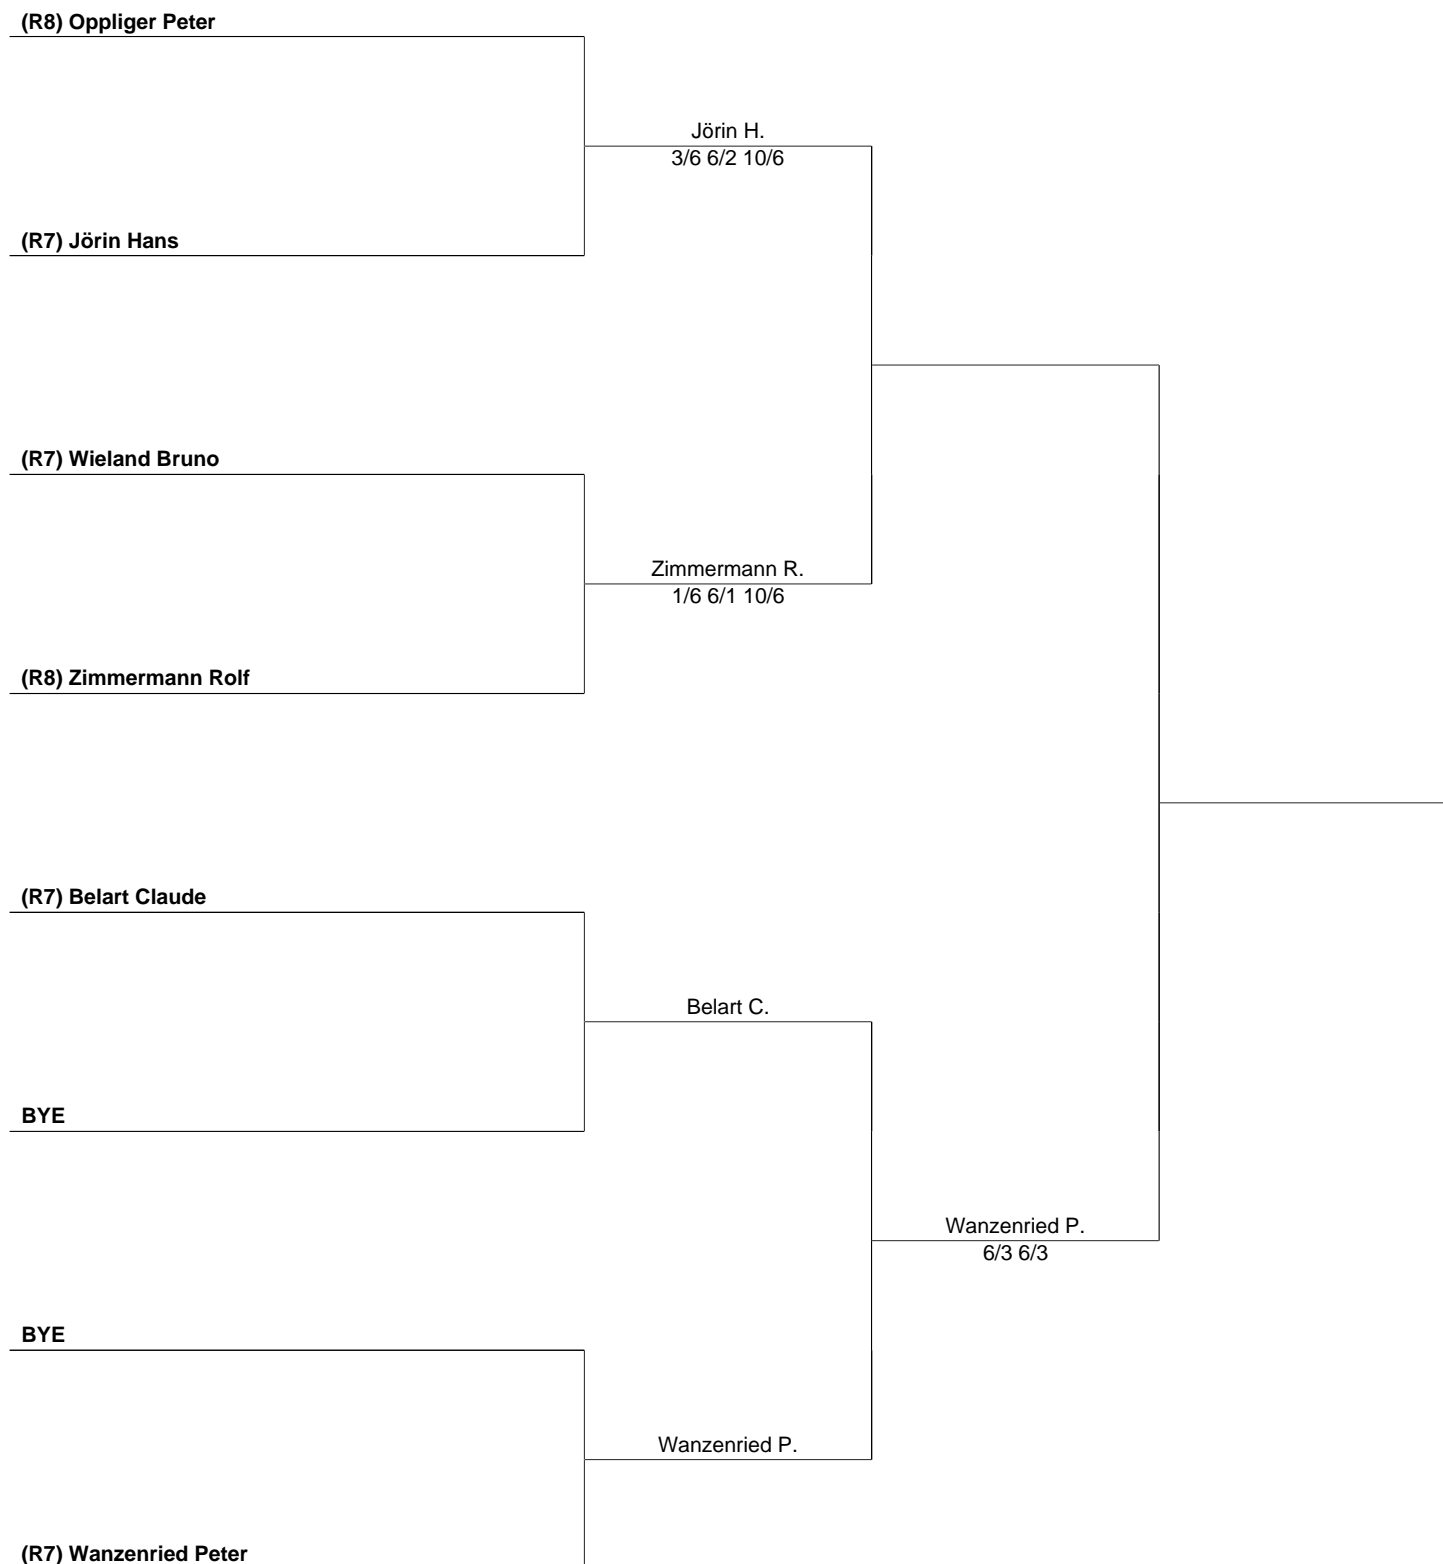 (R8) Oppliger Peter
Jörin H.
3/6 6/2 10/6
(R7) Jörin Hans
(R7) Wieland Bruno
Zimmermann R.
1/6 6/1 10/6
(R8) Zimmermann Rolf
(R7) Belart Claude
Belart C.
BYE
Wanzenried P.
6/3 6/3
BYE
Wanzenried P.
(R7) Wanzenried Peter